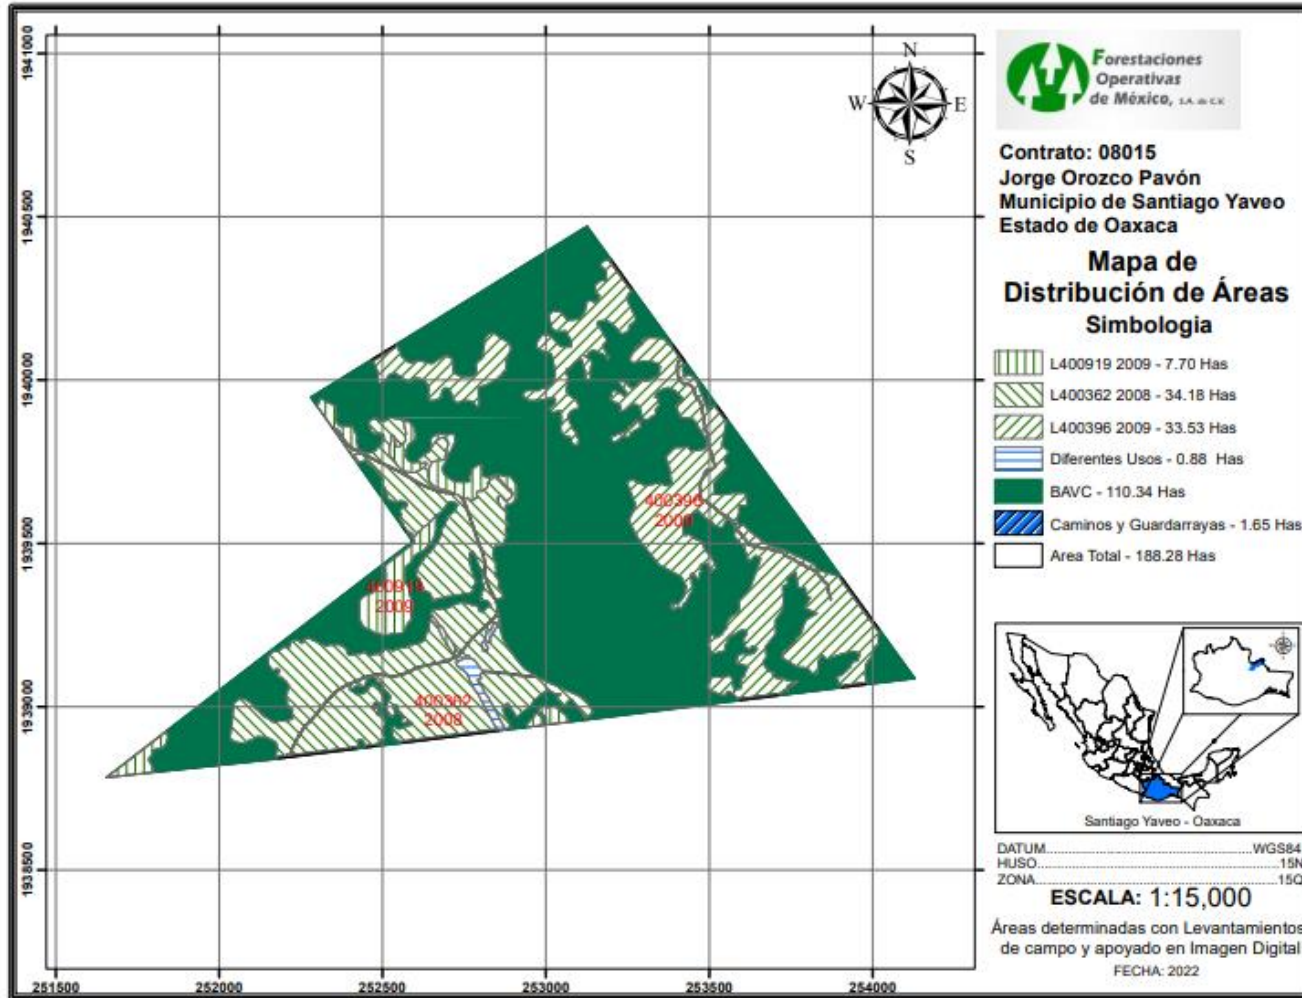 Forestaciones
Operativas
de México, S.A. de C.V.
Contrato: 08015
Jorge Orozco Pavón
Municipio de Santiago Yaveo
Estado de Oaxaca
Mapa de
Distribución de Áreas
Simbologia
L400919 2009 - 7.70 Has
L400362 2008 - 34.18 Has
L400396 2009 - 33.53 Has
Diferentes Usos - 0.88 Has
BAVC - 110.34 Has
Caminos y Guardarrayas - 1.65 Has
Area Total - 188.28 Has
Santiago Yaveo - Oaxaca
DATUM WGS84
HUSO 15N
ZONA 15Q
ESCALA: 1:15,000
Áreas determinadas con Levantamientos
de campo y apoyado en Imagen Digital
FECHA: 2022
N
W E
S
400396
2009
400919
2009
400362
2008
1941000
1940500
1940000
1939500
1939000
1938500
251500 252000 252500 253000 253500 254000